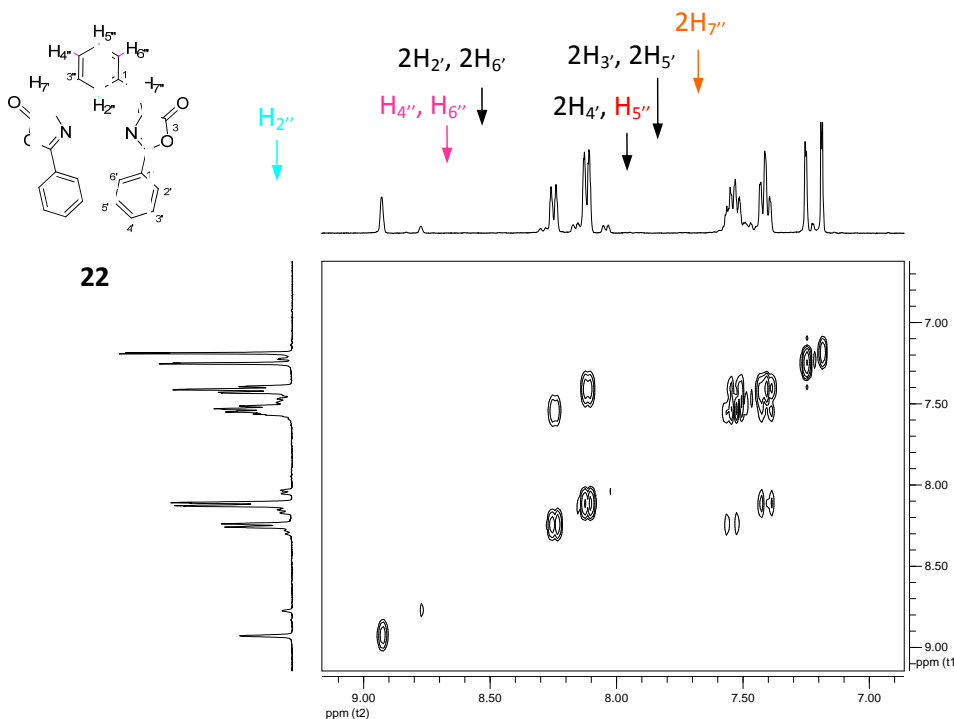 2H7''
H5''
H4''
H6''
2H2', 2H6'
2H3', 2H5'
3''
1
H7'
H7''
O
H2''
O
H4'', H6''
2H4', H5''
H2''
N
N
3
O
O
1'
6'
2'
5'
3'
4'
22
7.00
7.50
8.00
8.50
9.00
ppm (t1
9.00
8.50
8.00
7.50
7.00
ppm (t2)